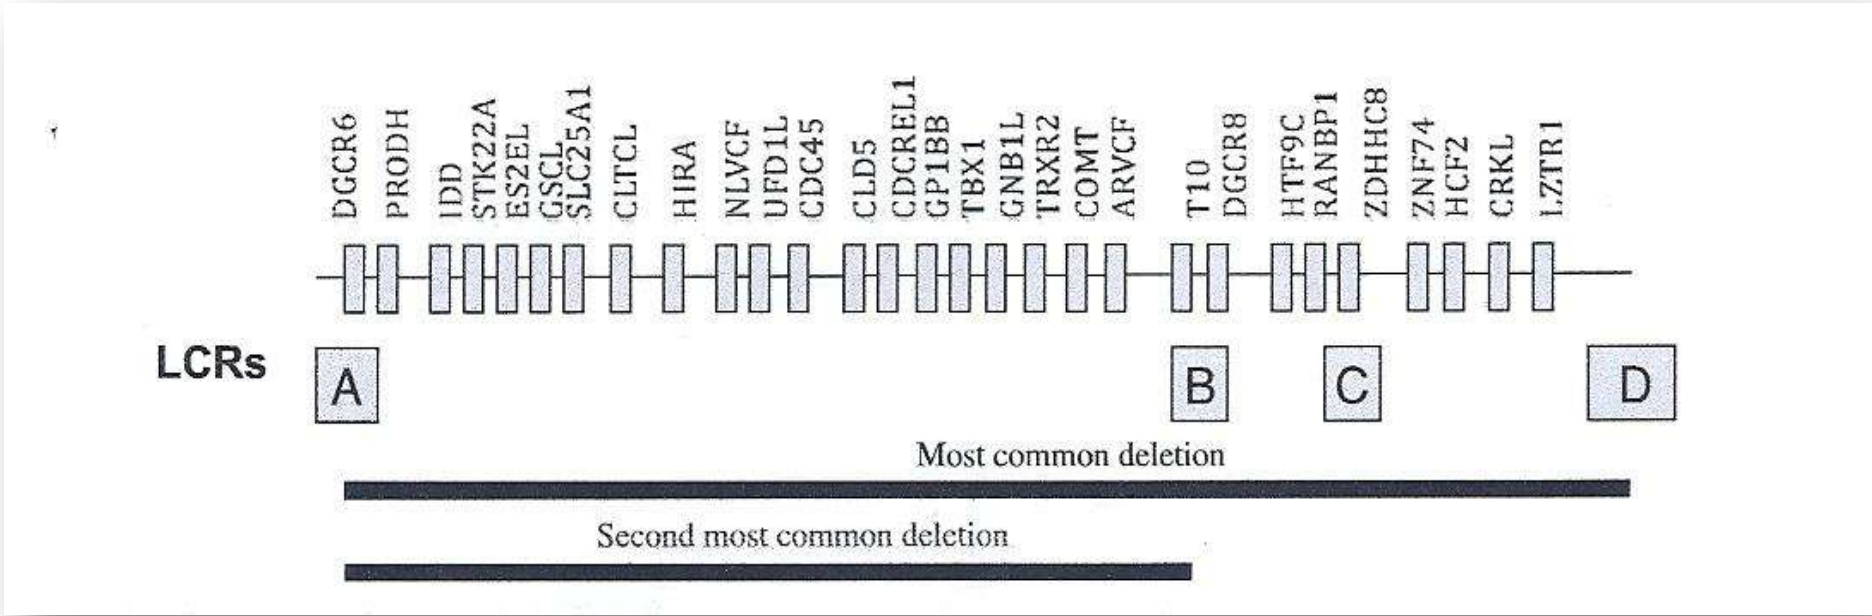 DGCR6
PRODH
IDD
STK22A
ES2EL
GSCL
SLC25A1
CLTCL
HIRA
NLVCF
UFD1L
CDC45
CLD5
CDCREL1
GP1BB
TBX1
GNB1L
TRXR2
COMT
ARVCF
T10
DGCR8
HTF9C
RANBP1
ZDHHC8
ZNF74
HCF2
CRKL
LZTR1
LCRs
A
B
C
D
Most common deletion
Second most common deletion